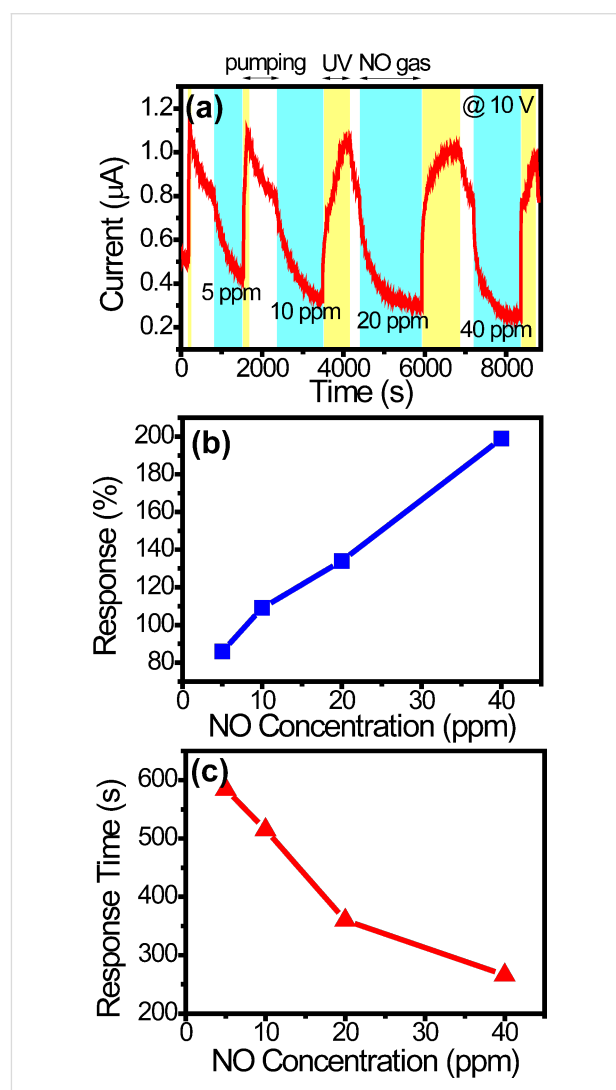 pumping UV NO gas
(a) @ 10 V
1.2
1.0
0.8
0.6
0.4
0.2
Current (μA)
5 ppm
10 ppm
20 ppm
40 ppm
0 2000 4000 6000 8000
Time (s)
(b)
200
180
160
140
120
100
80
Response (%)
0 10 20 30 40
NO Concentration (ppm)
(c)
600
500
400
300
200
Response Time (s)
0 10 20 30 40
NO Concentration (ppm)